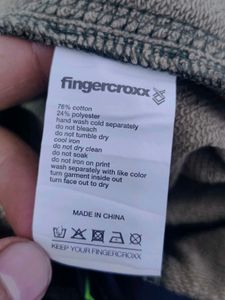 fingercroxx
76% cotton
24% polyester
hand wash cold separately
do not bleach
do not tumble dry
cool iron
do not dry clean
do not soak
do not iron on print
wash separately with like color
turn garment inside out
turn face out to dry
MADE IN CHINA
KEEP YOUR FINGERCROXX